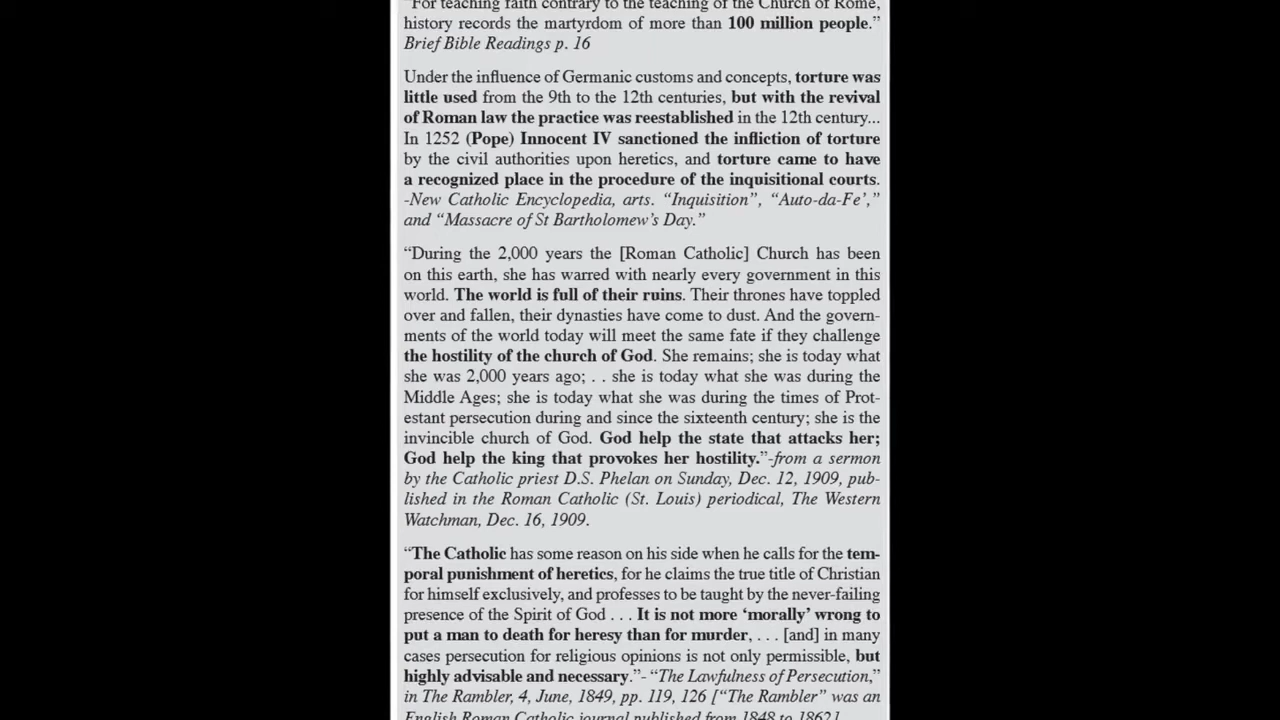 “For teaching faith contrary to the teaching of the Church of Rome,
history records the martyrdom of more than 100 million people.”
Brief Bible Readings p. 16
Under the influence of Germanic customs and concepts, torture was
little used from the 9th to the 12th centuries, but with the revival
of Roman law the practice was reestablished in the 12th century...
In 1252 (Pope) Innocent IV sanctioned the infliction of torture
by the civil authorities upon heretics, and torture came to have
a recognized place in the procedure of the inquisitional courts.
-New Catholic Encyclopedia, arts. “Inquisition”, “Auto-da-Fe’,”
and “Massacre of St Bartholomew’s Day.”
“During the 2,000 years the [Roman Catholic] Church has been
on this earth, she has warred with nearly every government in this
world. The world is full of their ruins. Their thrones have toppled
over and fallen, their dynasties have come to dust. And the govern-
ments of the world today will meet the same fate if they challenge
the hostility of the church of God. She remains; she is today what
she was 2,000 years ago; . . she is today what she was during the
Middle Ages; she is today what she was during the times of Prot-
estant persecution during and since the sixteenth century; she is the
invincible church of God. God help the state that attacks her;
God help the king that provokes her hostility.”-from a sermon
by the Catholic priest D.S. Phelan on Sunday, Dec. 12, 1909, pub-
lished in the Roman Catholic (St. Louis) periodical, The Western
Watchman, Dec. 16, 1909.
“The Catholic has some reason on his side when he calls for the tem-
poral punishment of heretics, for he claims the true title of Christian
for himself exclusively, and professes to be taught by the never-failing
presence of the Spirit of God . . . It is not more ‘morally’ wrong to
put a man to death for heresy than for murder, . . . [and] in many
cases persecution for religious opinions is not only permissible, but
highly advisable and necessary.”- “The Lawfulness of Persecution,”
in The Rambler, 4, June, 1849, pp. 119, 126 [“The Rambler” was an
English Roman Catholic journal published from 1848 to 1862]